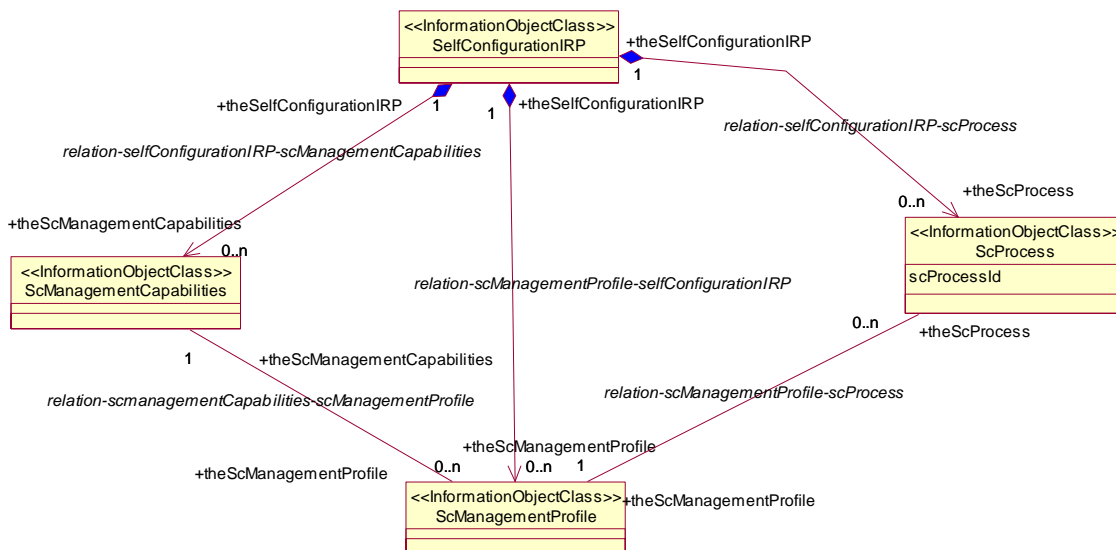 <<InformationObjectClass>>
SelfConfigurationIRP
+theSelfConfigurationIRP
1
+theSelfConfigurationIRP
1
1
+theSelfConfigurationIRP
relation-selfConfigurationIRP-scProcess
relation-selfConfigurationIRP-scManagementCapabilities
+theScProcess
0..n
+theScManagementCapabilities
0..n
<<InformationObjectClass>>
ScProcess
scProcessId
<<InformationObjectClass>>
ScManagementCapabilities
relation-scManagementProfile-selfConfigurationIRP
0..n
+theScProcess
1
+theScManagementCapabilities
relation-scmanagementCapabilities-scManagementProfile
relation-scManagementProfile-scProcess
+theScManagementProfile
0..n
0..n
1
+theScManagementProfile
<<InformationObjectClass>>
ScManagementProfile
+theScManagementProfile